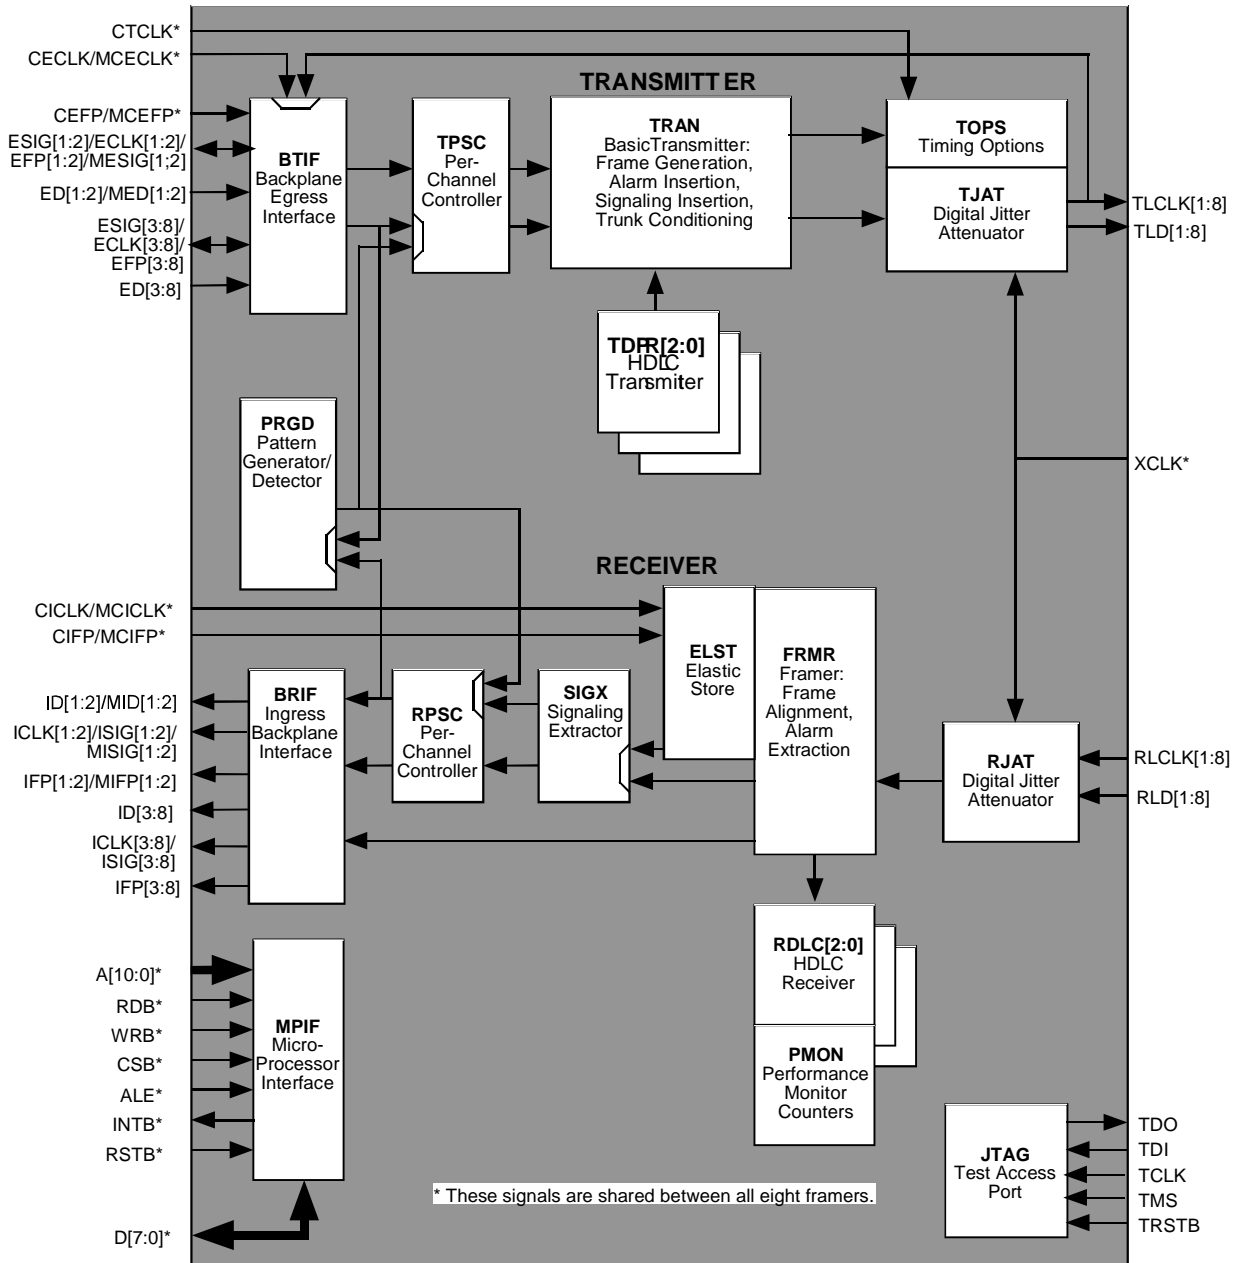 CTCLK*
CECLK/MCECLK*
CEFP/MCEFP*
ESIG[1:2]/ECLK[1:2]/
EFP[1:2]/MESIG[1;2]
ED[1:2]/MED[1:2]
ESIG[3:8]/
ECLK[3:8]/
EFP[3:8]
ED[3:8]
TRANSMITTER
BTIF
Backplane
Egress
Interface
TPSC
Per-
Channel
Controller
TRAN
BasicTransmitter:
Frame Generation,
Alarm Insertion,
Signaling Insertion,
Trunk Conditioning
TOPS
Timing Options
TJAT
Digital Jitter
Attenuator
TLCLK[1:8]
TLD[1:8]
TDPR[2:0]
HDLC
Transmitter
PRGD
Pattern
Generator/
Detector
XCLK*
RECEIVER
CICLK/MCICLK*
CIFP/MCIFP*
ID[1:2]/MID[1:2]
ICLK[1:2]/ISIG[1:2]/
MISIG[1:2]
IFP[1:2]/MIFP[1:2]
ID[3:8]
ICLK[3:8]/
ISIG[3:8]
IFP[3:8]
BRIF
Ingress
Backplane
Interface
RPSC
Per-
Channel
Controller
SIGX
Signaling
Extractor
ELST
Elastic
Store
FRMR
Framer:
Frame
Alignment,
Alarm
Extraction
RJAT
Digital Jitter
Attenuator
RLCLK[1:8]
RLD[1:8]
RDLC[2:0]
HDLC
Receiver
PMON
Performance
Monitor
Counters
A[10:0]*
RDB*
WRB*
CSB*
ALE*
INTB*
RSTB*
D[7:0]*
MPIF
Micro-
Processor
Interface
JTAG
Test Access
Port
TDO
TDI
TCLK
TMS
TRSTB
* These signals are shared between all eight framers.